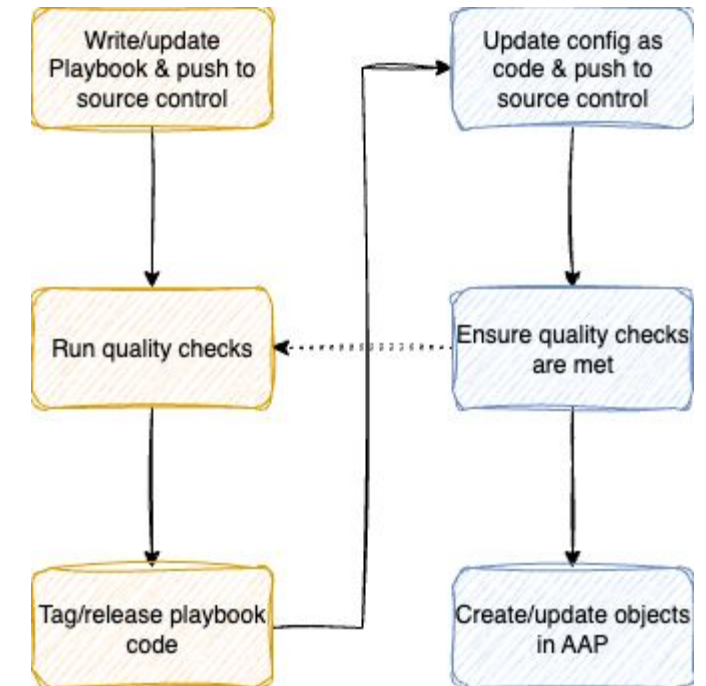 Write/update
Playbook & push to
source control
Run quality checks
Tag/release playbook
code
Update config as
code & push to
source control
Ensure quality checks
are met
Create/update objects
in AAP